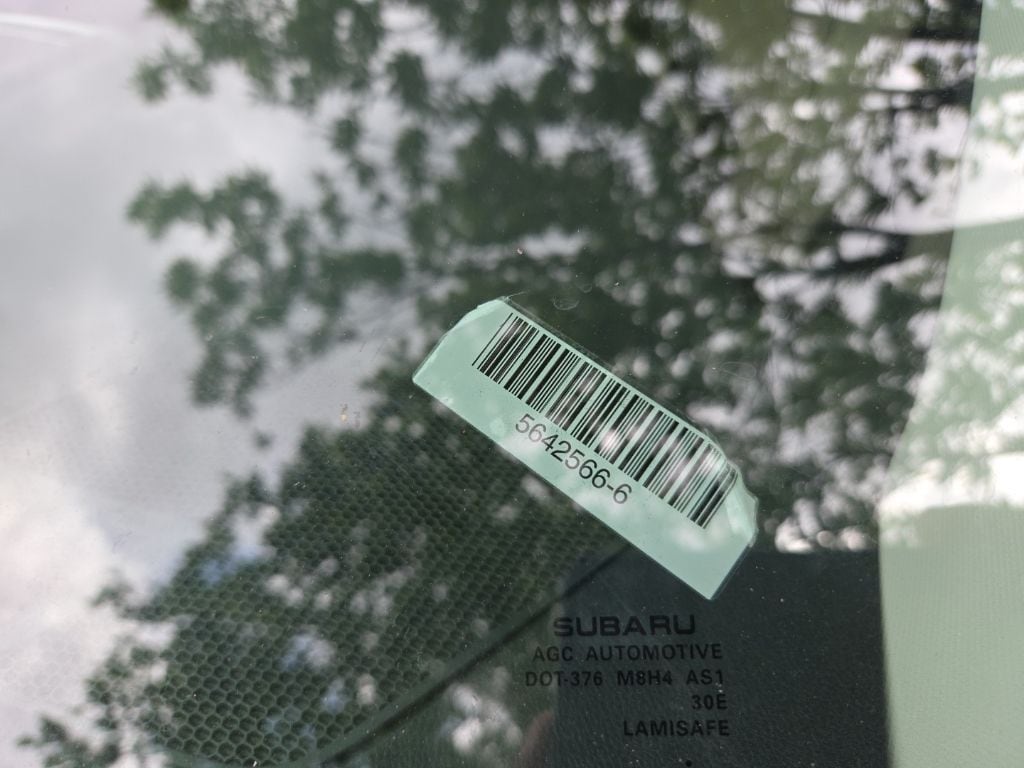 5642566-6
SUBARU
AGC AUTOMOTIVE
DOT-376 M8H4 AS1
30E
LAMISAFE